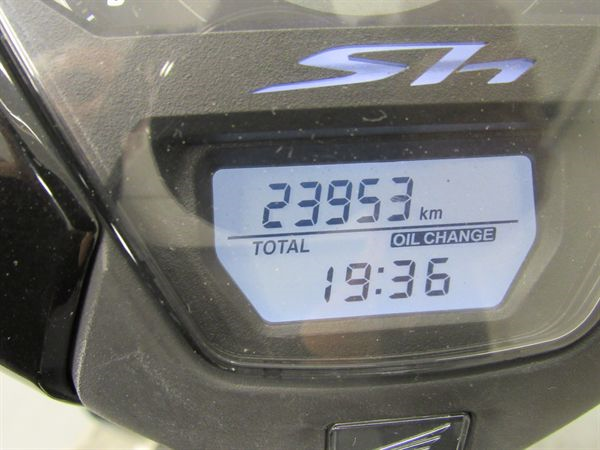 Sh
23953 km
TOTAL OIL CHANGE
19:36